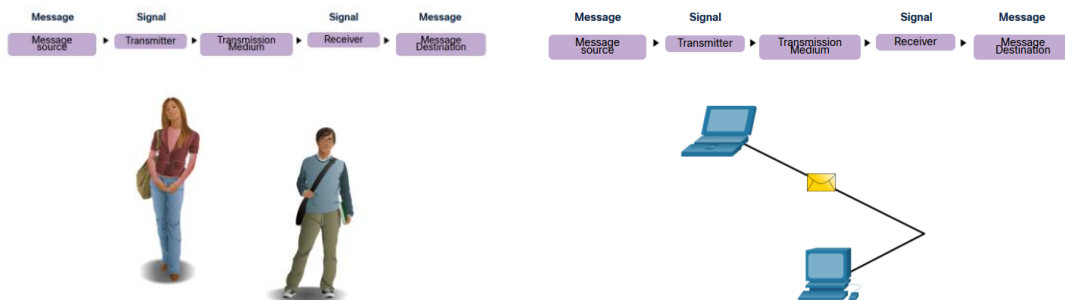 Message Signal Signal Message
Message source Transmitter Transmission Medium Receiver Message Destination
Message Signal Signal Message
Message source Transmitter Transmission Medium Receiver Message Destination